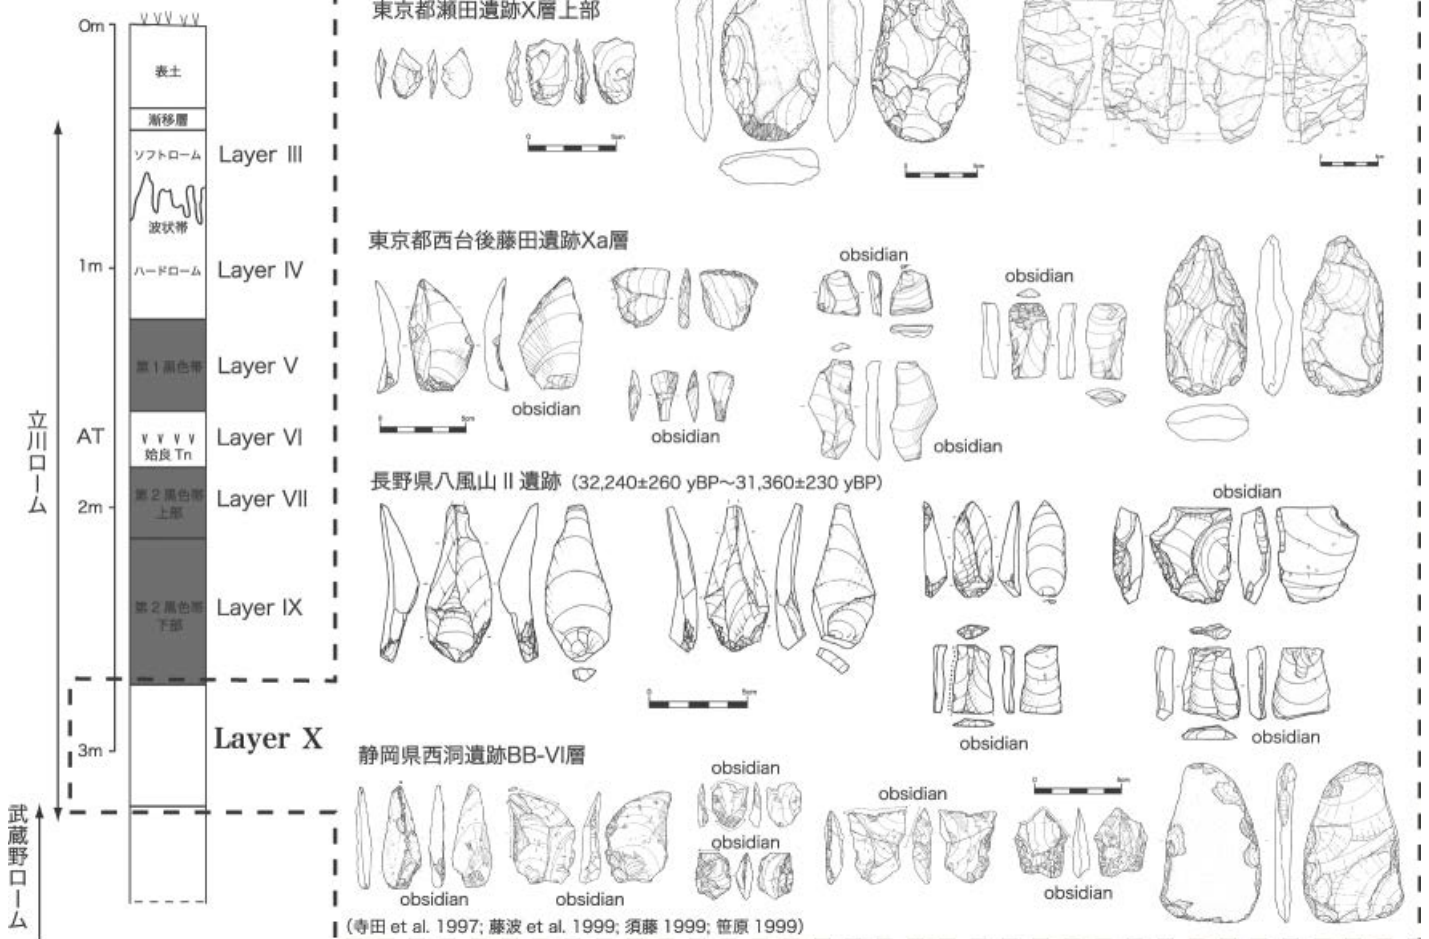 0m
表土
漸移層
ソフトローム
Layer III
波状帯
1m
ハードローム
Layer IV
第1黒色帯
Layer V
AT
姶良Tn
Layer VI
第2黒色帯
上部
Layer VII
2m
第2黒色帯
下部
Layer IX
Layer X
3m
立川ローム
武蔵野ローム
東京都瀬田遺跡X層上部
0 5cm
東京都西台後藤田遺跡Xa層
obsidian
obsidian
obsidian
obsidian
obsidian
長野県八風山II遺跡（32,240±260 yBP〜31,360±230 yBP）
obsidian
0 5cm
obsidian
obsidian
静岡県西洞遺跡BB-VI層
obsidian
obsidian
obsidian
obsidian
obsidian
obsidian
（寺田 et al. 1997; 藤波 et al. 1999; 須藤 1999; 笹原 1999）